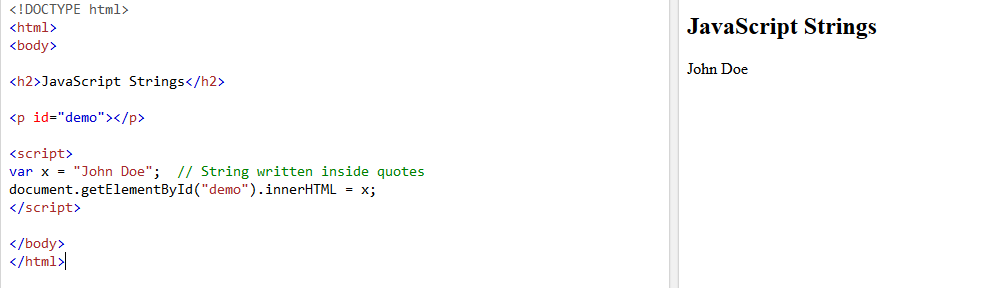 <!DOCTYPE html>
<html>
<body>
<h2>JavaScript Strings</h2>
<p id="demo"></p>
<script>
var x = "John Doe";  // String written inside quotes
document.getElementById("demo").innerHTML = x;
</script>
</body>
</html>
JavaScript Strings
John Doe